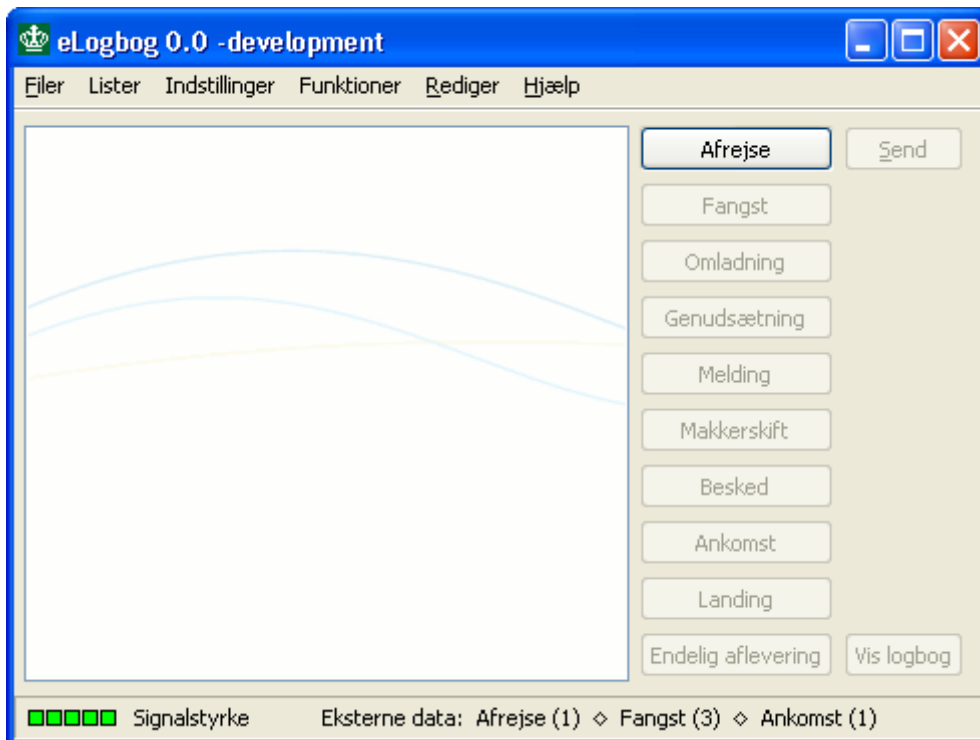 eLogbog 0.0 -development
Filer Lister Indstillinger Funktioner Rediger Hjælp
Afrejse Send
Fangst
Omladning
Genudsætning
Melding
Makkerskift
Besked
Ankomst
Landing
Endelig aflevering Vis logbog
Signalstyrke Eksterne data: Afrejse (1) ◇ Fangst (3) ◇ Ankomst (1)